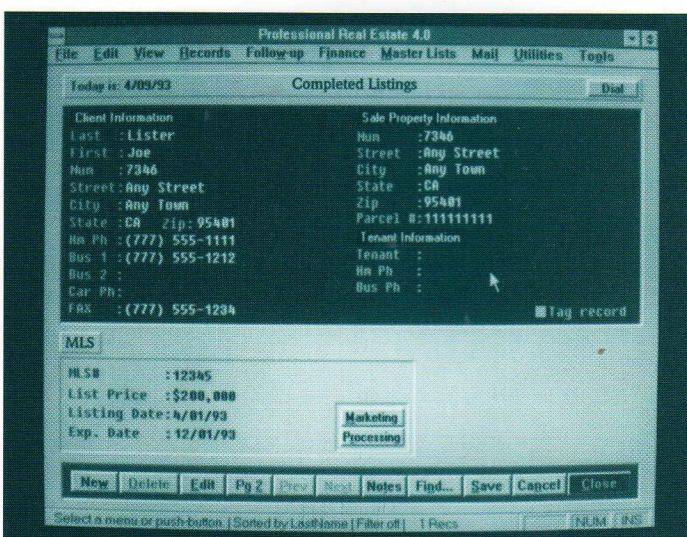 Professional Real Estate 4.0
File Edit View Records Follow-up Finance Master Lists Mail Utilities Tools
Today is: 4/09/93 Completed Listings Dial
Client Information
Last :Lister
First :Joe
Num :7346
Street:Any Street
City :Any Town
State :CA Zip:95401
Hm Ph :(777) 555-1111
Bus 1 :(777) 555-1212
Bus 2 :
Car Ph:
FAX :(777) 555-1234
Sale Property Information
Num :7346
Street :Any Street
City :Any Town
State :CA
Zip :95401
Parcel #:111111111
Tenant Information
Tenant :
Hm Ph :
Bus Ph :
Tag record
MLS
MLS# :12345
List Price :$200,000
Listing Date:4/01/93
Exp. Date :12/01/93
Marketing
Processing
New Delete Edit Pg 2 Prev Next Notes Find... Save Cancel Close
Select a menu or push-button. | Sorted by LastName | Filter off | 1 Recs NUM INS